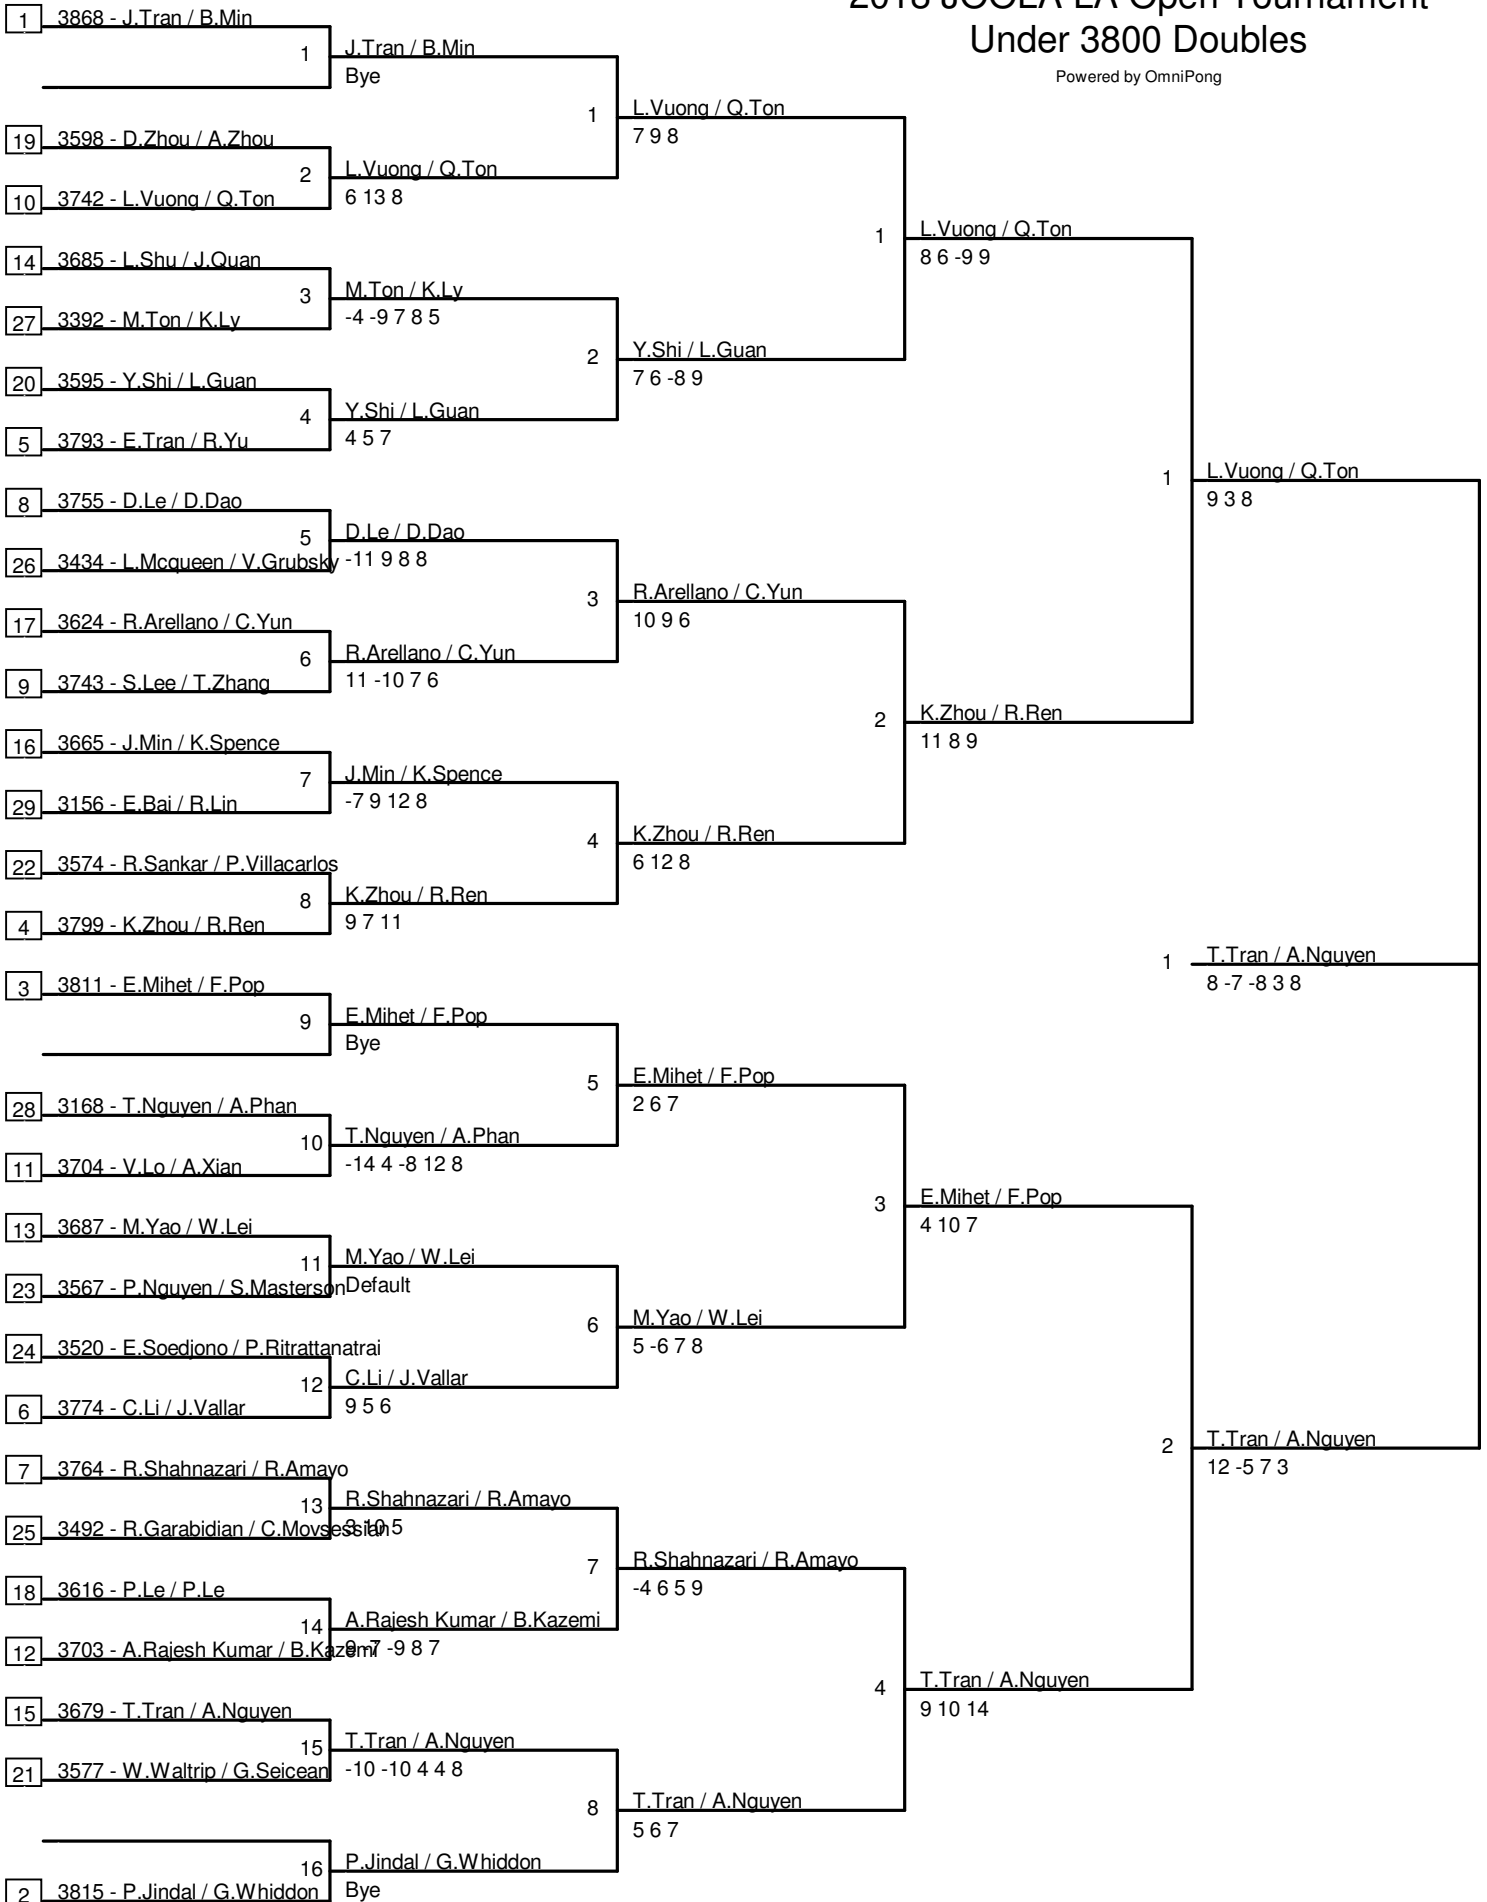 2018 JOOLA LA Open Tournament
Under 3800 Doubles
Powered by OmniPong
1 3868 - J.Tran / B.Min
1 J.Tran / B.Min
Bye
1 L.Vuong / Q.Ton
7 9 8
19 3598 - D.Zhou / A.Zhou
2 L.Vuong / Q.Ton
6 13 8
10 3742 - L.Vuong / Q.Ton
1 L.Vuong / Q.Ton
8 6 -9 9
14 3685 - L.Shu / J.Quan
3 M.Ton / K.Ly
-4 -9 7 8 5
27 3392 - M.Ton / K.Ly
2 Y.Shi / L.Guan
7 6 -8 9
20 3595 - Y.Shi / L.Guan
4 Y.Shi / L.Guan
4 5 7
5 3793 - E.Tran / R.Yu
1 L.Vuong / Q.Ton
9 3 8
8 3755 - D.Le / D.Dao
5 D.Le / D.Dao
-11 9 8 8
26 3434 - L.Mcqueen / V.Grubsky
3 R.Arellano / C.Yun
10 9 6
17 3624 - R.Arellano / C.Yun
6 R.Arellano / C.Yun
11 -10 7 6
9 3743 - S.Lee / T.Zhang
2 K.Zhou / R.Ren
11 8 9
16 3665 - J.Min / K.Spence
7 J.Min / K.Spence
-7 9 12 8
29 3156 - E.Bai / R.Lin
4 K.Zhou / R.Ren
6 12 8
22 3574 - R.Sankar / P.Villacarlos
8 K.Zhou / R.Ren
9 7 11
4 3799 - K.Zhou / R.Ren
1 T.Tran / A.Nguyen
8 -7 -8 3 8
3 3811 - E.Mihet / F.Pop
9 E.Mihet / F.Pop
Bye
5 E.Mihet / F.Pop
2 6 7
28 3168 - T.Nguyen / A.Phan
10 T.Nguyen / A.Phan
-14 4 -8 12 8
11 3704 - V.Lo / A.Xian
3 E.Mihet / F.Pop
4 10 7
13 3687 - M.Yao / W.Lei
11 M.Yao / W.Lei
Default
23 3567 - P.Nguyen / S.Masterson
6 M.Yao / W.Lei
5 -6 7 8
24 3520 - E.Soedjono / P.Ritrattanatrai
12 C.Li / J.Vallar
9 5 6
6 3774 - C.Li / J.Vallar
2 T.Tran / A.Nguyen
12 -5 7 3
7 3764 - R.Shahnazari / R.Amayo
13 R.Shahnazari / R.Amayo
3 10 5
25 3492 - R.Garabidian / C.Movsessian
7 R.Shahnazari / R.Amayo
-4 6 5 9
18 3616 - P.Le / P.Le
14 A.Rajesh Kumar / B.Kazemi
9 -7 -9 8 7
12 3703 - A.Rajesh Kumar / B.Kazemi
4 T.Tran / A.Nguyen
9 10 14
15 3679 - T.Tran / A.Nguyen
15 T.Tran / A.Nguyen
-10 -10 4 4 8
21 3577 - W.Waltrip / G.Seicean
8 T.Tran / A.Nguyen
5 6 7
16 P.Jindal / G.Whiddon
Bye
2 3815 - P.Jindal / G.Whiddon